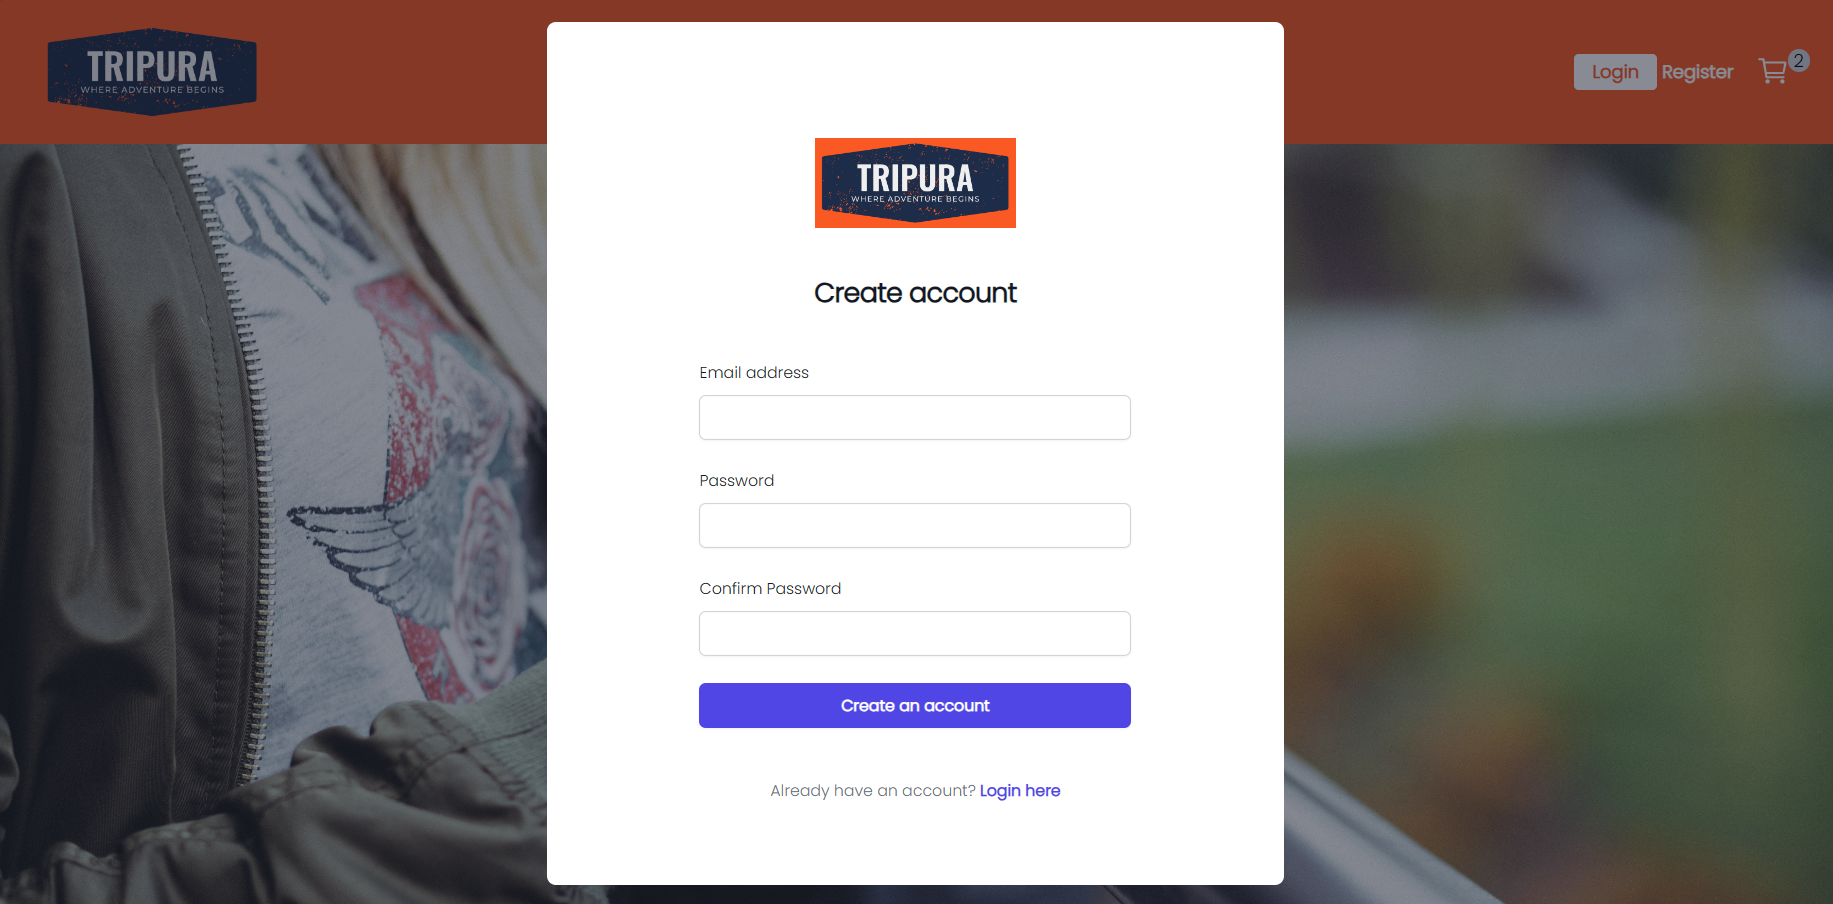 TRIPURA
WHERE ADVENTURE BEGINS
Login
Register
2
TRIPURA
WHERE ADVENTURE BEGINS
Create account
Email address
Password
Confirm Password
Create an account
Already have an account? Login here